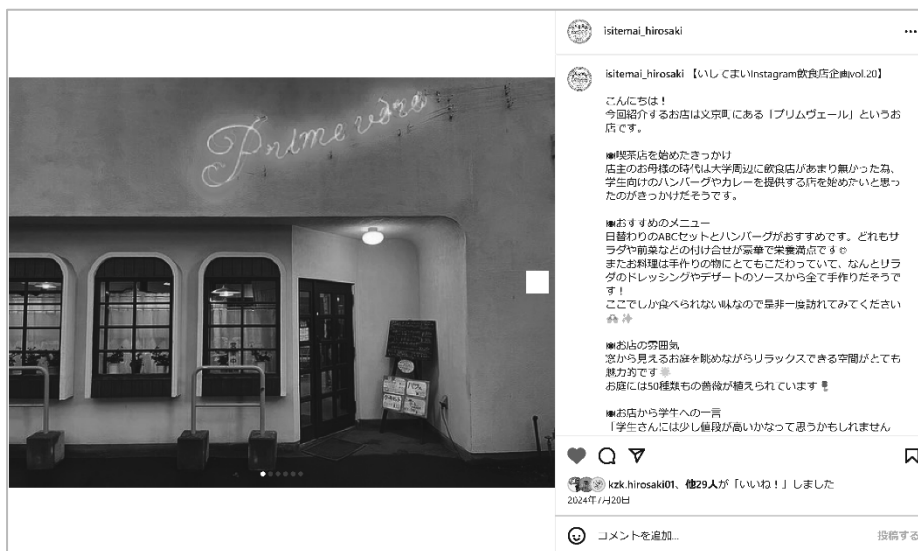 Prime vère
isitemai_hirosaki
isitemai_hirosaki 【いしてまいInstagram飲食店企画vol.20】
こんにちは！
今回紹介するお店は文京町にある「プリムヴェール」というお
店です。
🍽喫茶店を始めたきっかけ
店主のお母様の時代は大学周辺に飲食店があまり無かった為、
学生向けのハンバーグやカレーを提供する店を始めたいと思っ
たのがきっかけだそうです。
🍽おすすめのメニュー
日替わりのABCセットとハンバーグがおすすめです。どれもサ
ラダや前菜などの付け合せが豪華で栄養満点です
またお料理は手作りの物にとてもこだわっていて、なんとサラ
ダのドレッシングやデザートのソースから全て手作りだそうで
す！
ここでしか食べられない味なので是非一度訪れてみてください
🍽お店の雰囲気
窓から見えるお庭を眺めながらリラックスできる空間がとても
魅力的です
お庭には50種類もの薔薇が植えられています
🍽お店から学生への一言
「学生さんには少し値段が高いかなって思うかもしれません
kzk.hirosaki01、他29人が「いいね！」しました
2024年7月20日
コメントを追加...
投稿する